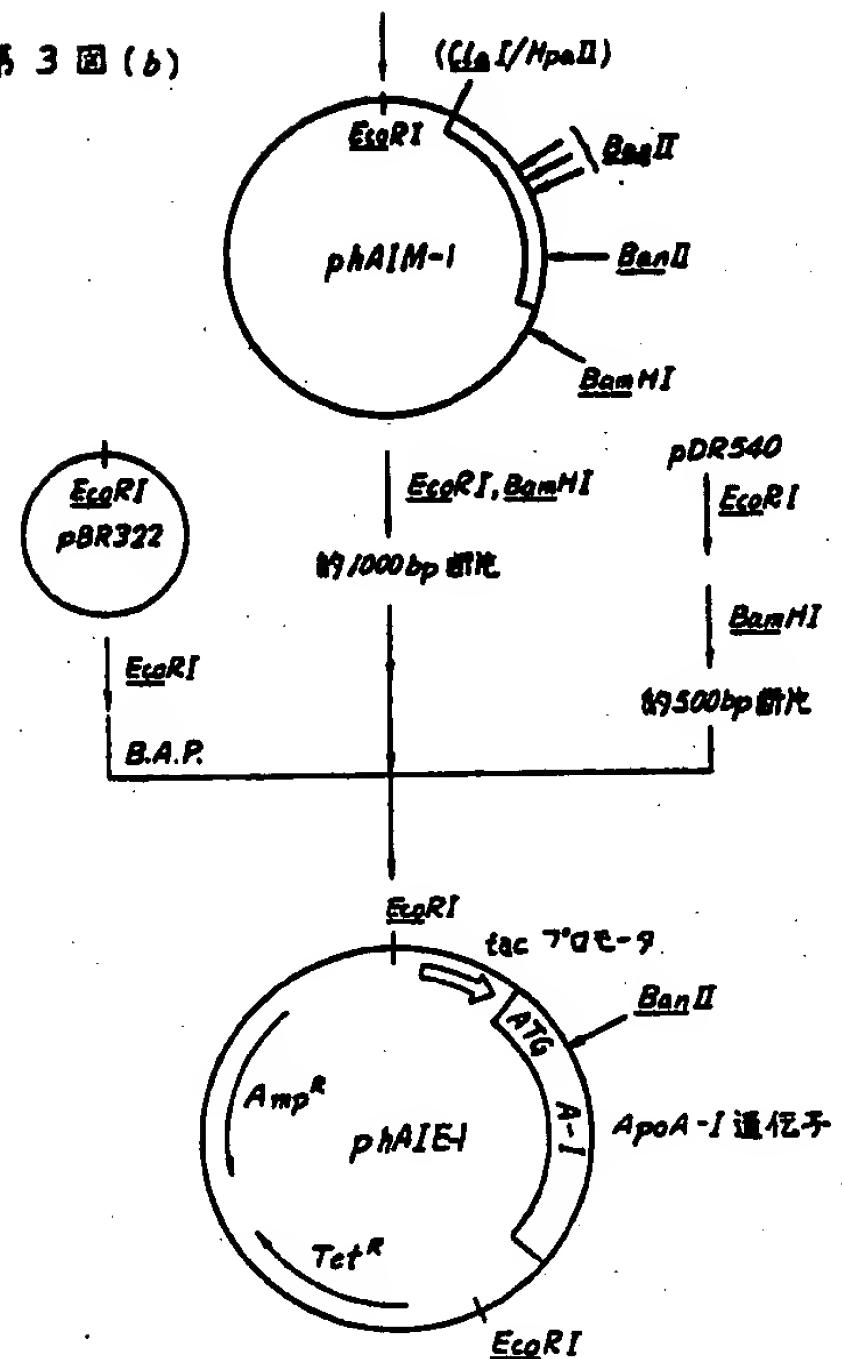 第3図(b)
(ClaI/HpaII)
EcoRI
BanII
phAIM-1
BanII
BamHI
EcoRI
pBR322
EcoRI, BamHI
約1000bp断片
pDR540
EcoRI
BamHI
約500bp断片
EcoRI
B.A.P.
EcoRI
tac プロモータ
BanII
ATG
A-I
ApoA-I遺伝子
Amp^R
phAIE-1
Tet^R
EcoRI